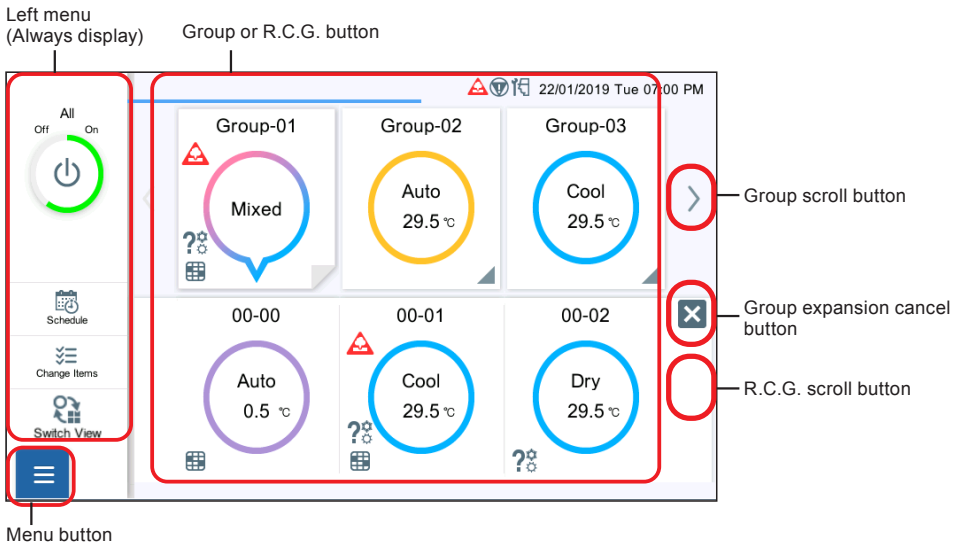 Left menu
(Always display)
Group or R.C.G. button
22/01/2019 Tue 07:00 PM
All
Off On
Group-01
Group-02
Group-03
Mixed
Auto
29.5 °C
Cool
29.5 °C
Group scroll button
Schedule
Change Items
Switch View
00-00
00-01
00-02
Auto
0.5 °C
Cool
29.5 °C
Dry
29.5 °C
Group expansion cancel
button
R.C.G. scroll button
Menu button